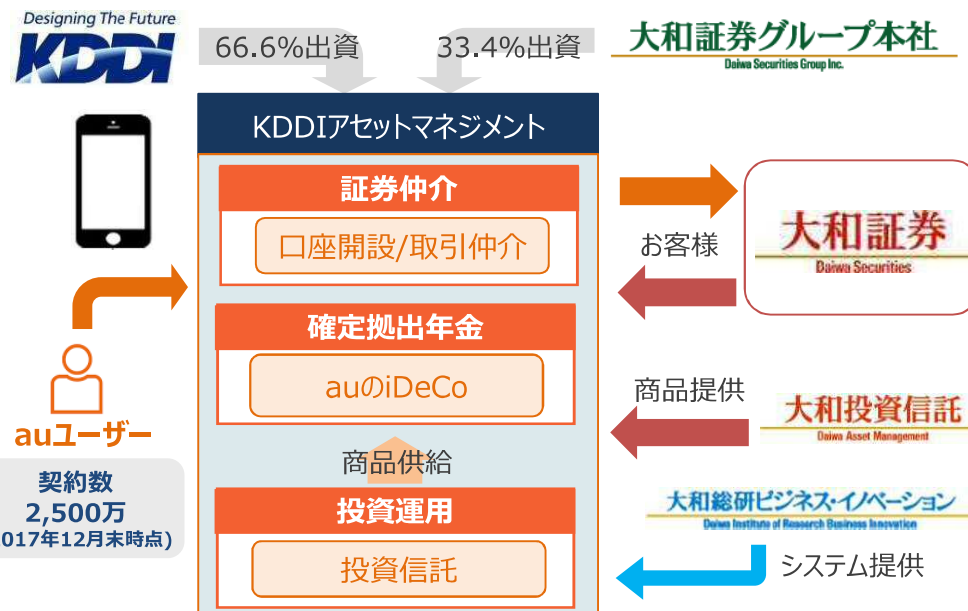 Designing The Future
KDDI
66.6%出資
33.4%出資
大和証券グループ本社
Daiwa Securities Group Inc.
KDDIアセットマネジメント
証券仲介
口座開設/取引仲介
お客様
大和証券
Daiwa Securities
確定拠出年金
auのiDeCo
商品提供
大和投資信託
Daiwa Asset Management
auユーザー
契約数
2,500万
017年12月末時点)
商品供給
投資運用
投資信託
大和総研ビジネス・イノベーション
Daiwa Institute of Research Business Innovation
システム提供